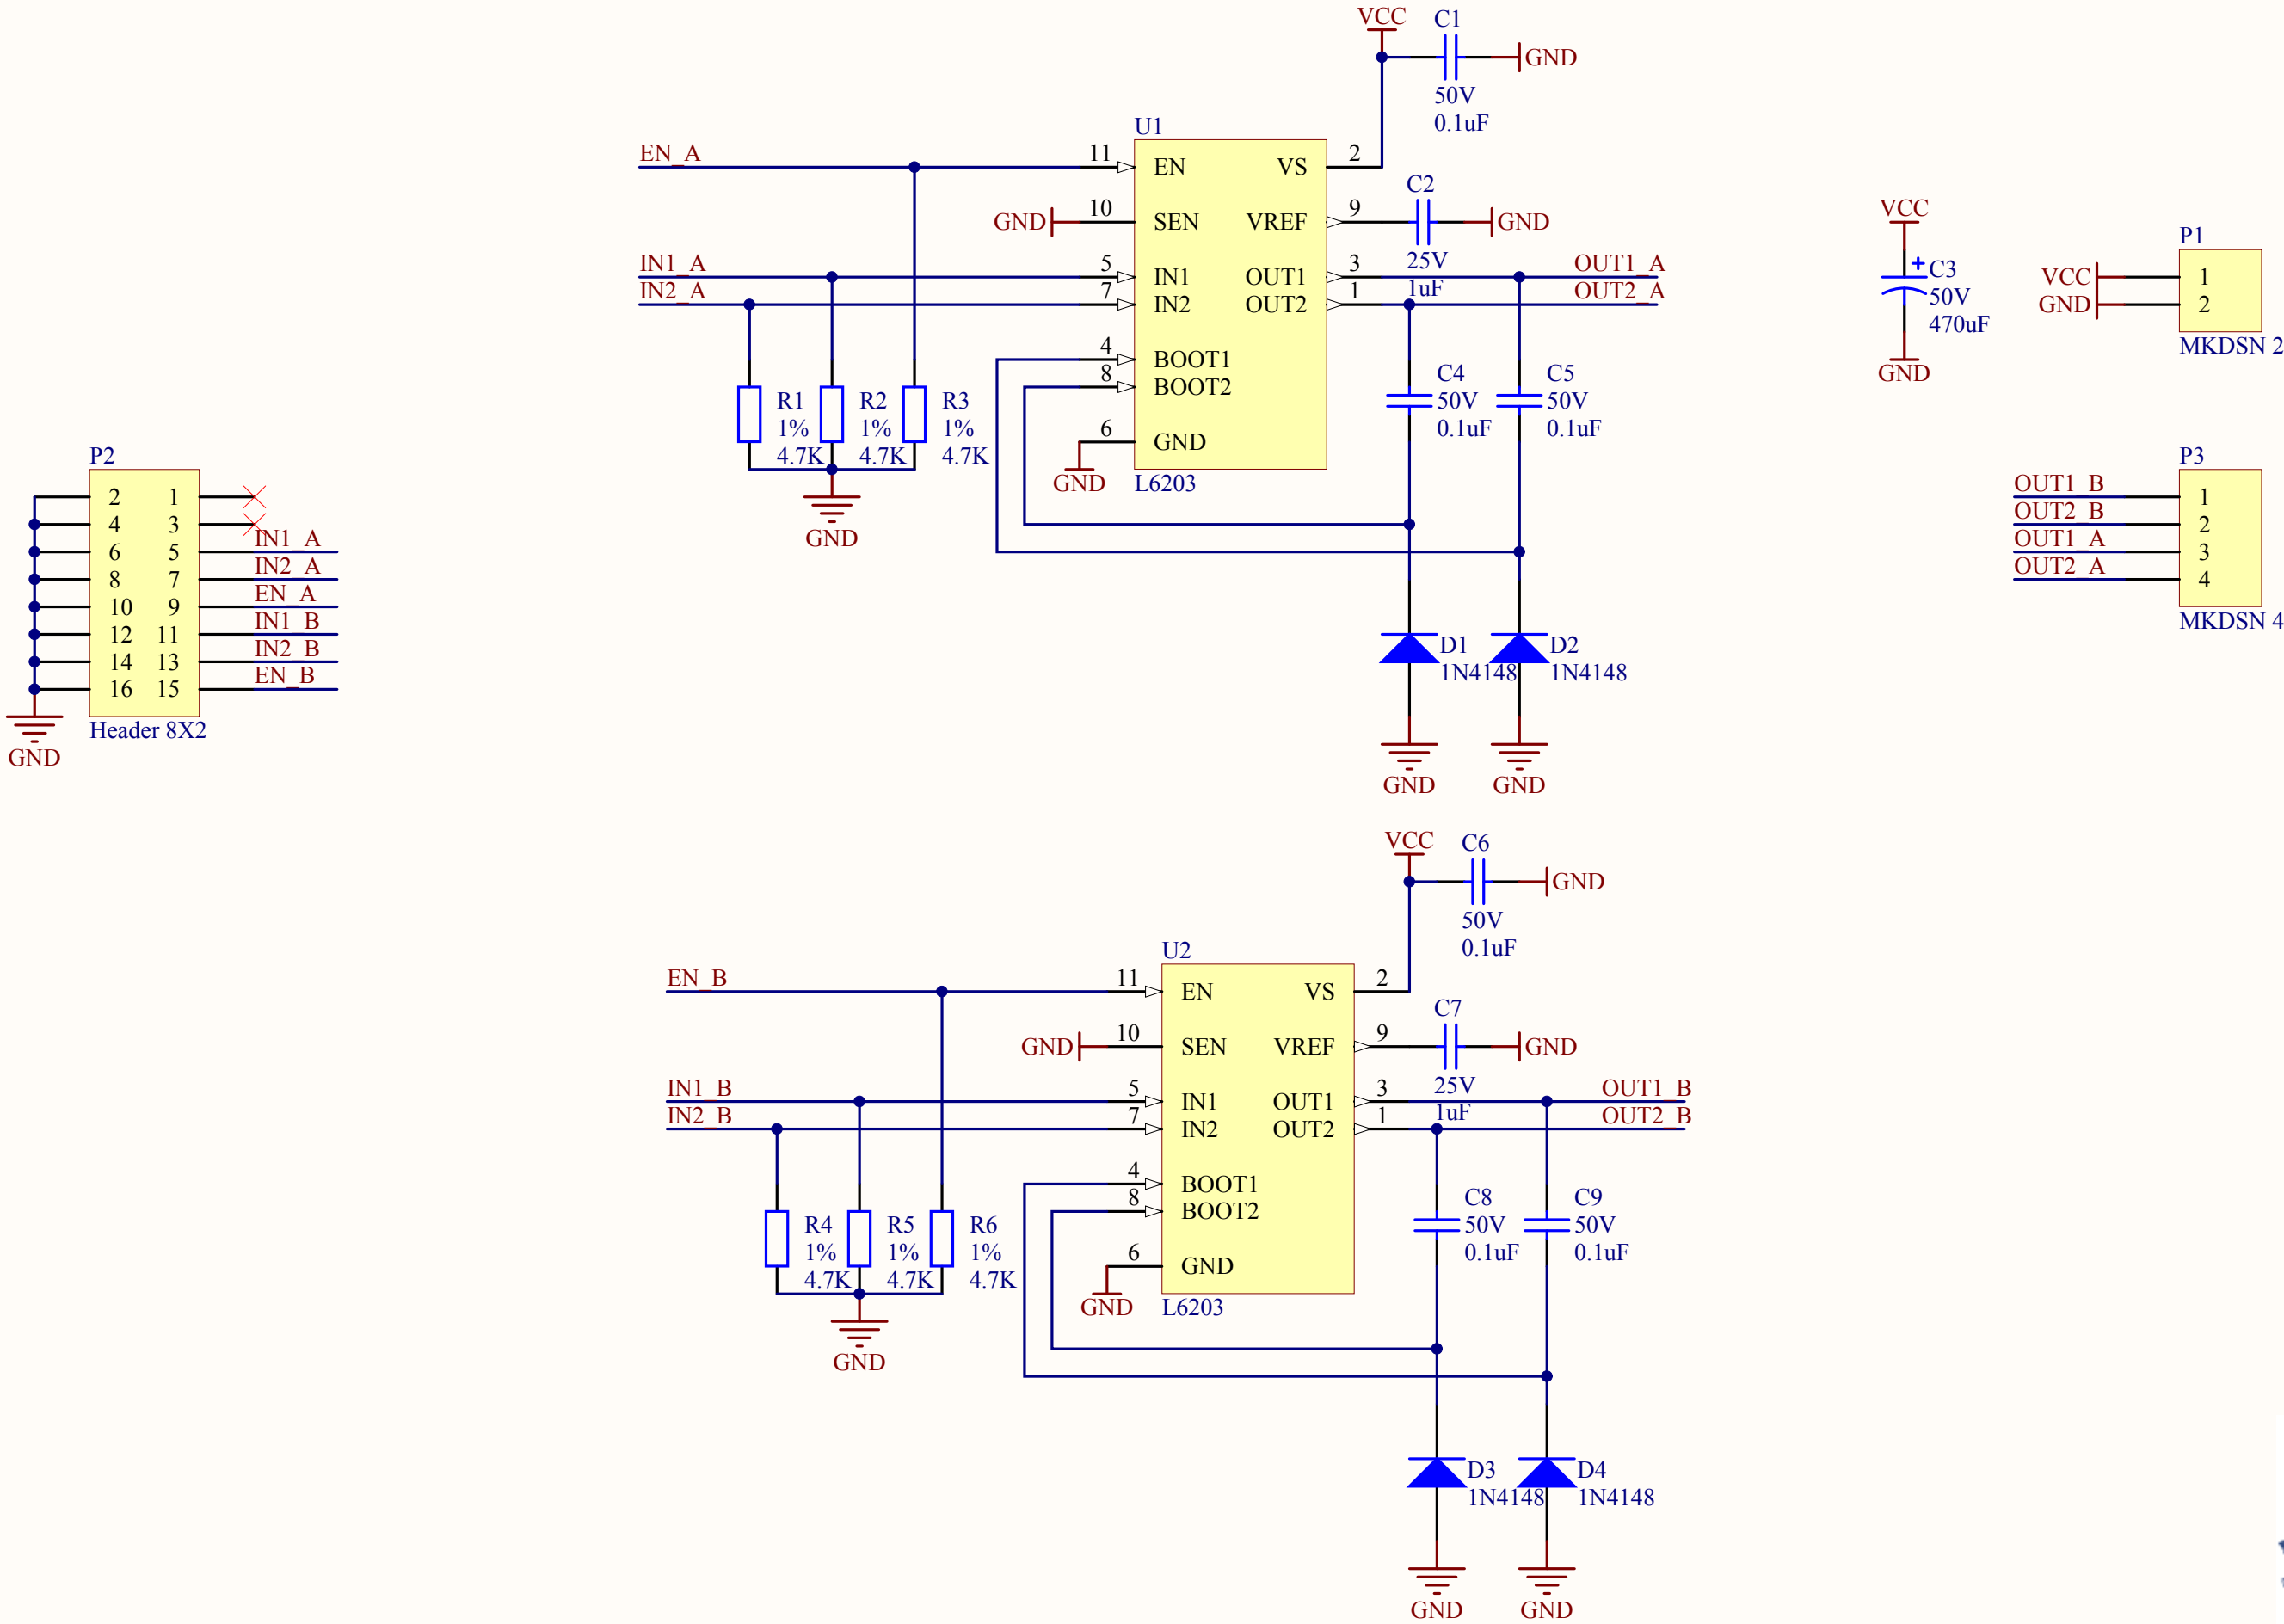 VCC
C1
GND
50V
0.1uF
U1
EN_A
11
EN
VS
2
C2
GND
10
SEN
VREF
9
GND
25V
1uF
IN1_A
5
IN1
OUT1
3
OUT1_A
IN2_A
7
IN2
OUT2
1
OUT2_A
4
BOOT1
8
BOOT2
6
GND
GND
L6203
R1
1%
4.7K
R2
1%
4.7K
R3
1%
4.7K
GND
C4
50V
0.1uF
C5
50V
0.1uF
D1
1N4148
D2
1N4148
GND
GND
VCC
C3
50V
470uF
GND
P1
VCC
1
GND
2
MKDSN 2
P3
OUT1_B
1
OUT2_B
2
OUT1_A
3
OUT2_A
4
MKDSN 4
P2
2 1
4 3
6 5 IN1_A
8 7 IN2_A
10 9 EN_A
12 11 IN1_B
14 13 IN2_B
16 15 EN_B
Header 8X2
GND
VCC
C6
GND
50V
0.1uF
U2
EN_B
11
EN
VS
2
C7
GND
10
SEN
VREF
9
GND
25V
1uF
IN1_B
5
IN1
OUT1
3
OUT1_B
IN2_B
7
IN2
OUT2
1
OUT2_B
4
BOOT1
8
BOOT2
6
GND
GND
L6203
R4
1%
4.7K
R5
1%
4.7K
R6
1%
4.7K
GND
C8
50V
0.1uF
C9
50V
0.1uF
D3
1N4148
D4
1N4148
GND
GND